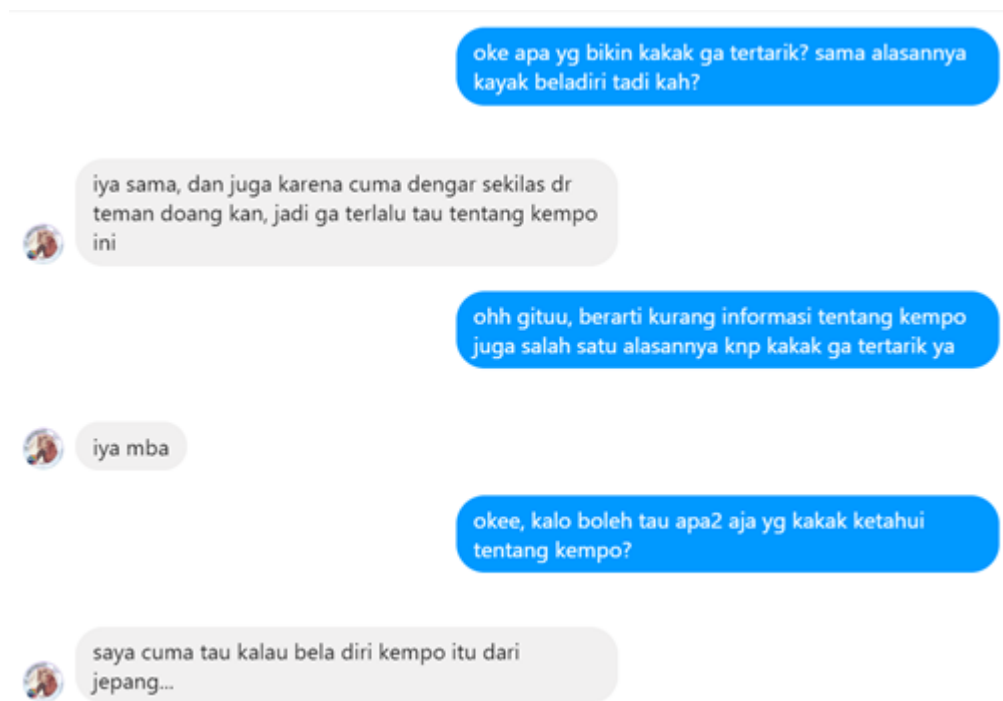 oke apa yg bikin kakak ga tertarik? sama alasannya
kayak beladiri tadi kah?
iya sama, dan juga karena cuma dengar sekilas dr
teman doang kan, jadi ga terlalu tau tentang kempo
ini
ohh gituu, berarti kurang informasi tentang kempo
juga salah satu alasannya knp kakak ga tertarik ya
iya mba
okee, kalo boleh tau apa2 aja yg kakak ketahui
tentang kempo?
saya cuma tau kalau bela diri kempo itu dari
jepang...